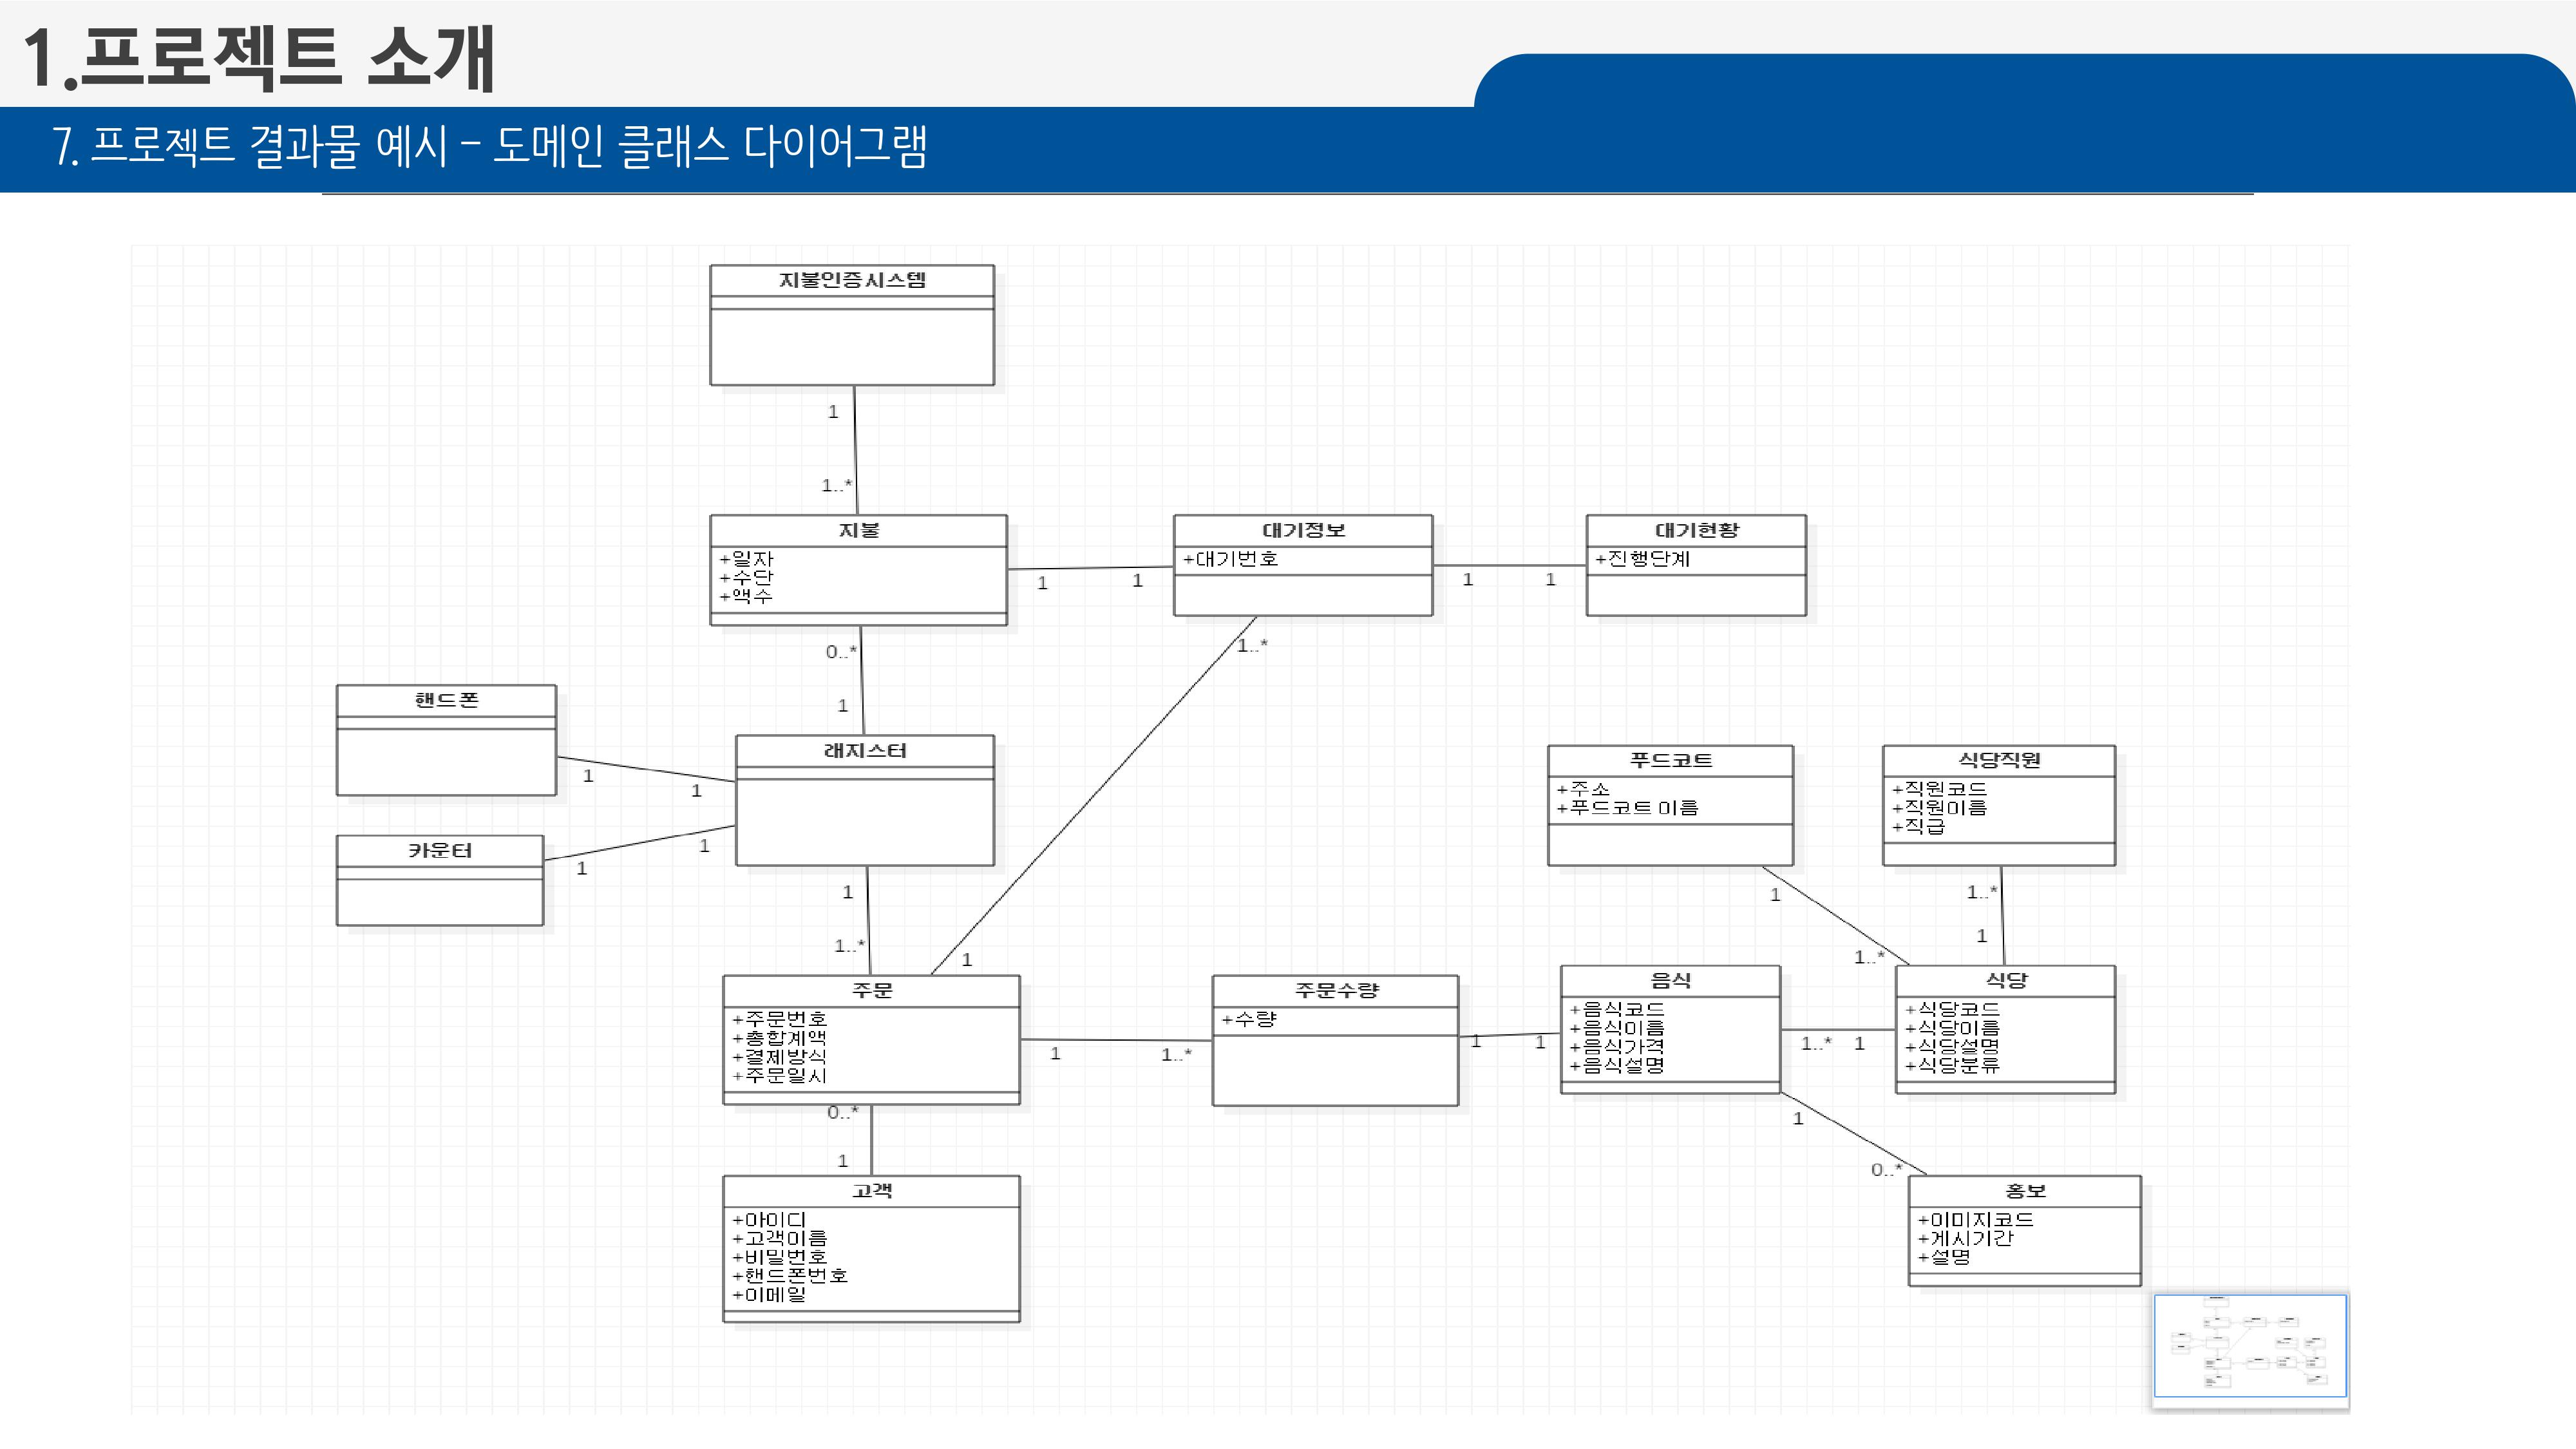 1.프로젝트 소개
7. 프로젝트 결과물 예시 - 도메인 클래스 다이어그램
지불인증시스템
1
1..*
지불
+일자
+수단
+액수
1
1
대기정보
+대기번호
1
1
대기현황
+진행단계
0..*
1
1..*
핸드폰
1
1
래지스터
카운터
1
1
푸드코트
+주소
+푸드코트 이름
식당직원
+직원코드
+직원이름
+직급
1
1..*
1
1
1..*
1..*
1
주문
+주문번호
+총합계액
+결제방식
+주문일시
1
1..*
주문수량
+수량
1
1
음식
+음식코드
+음식이름
+음식가격
+음식설명
1..*
1
식당
+식당코드
+식당이름
+식당설명
+식당분류
0..*
1
1
0..*
고객
+아이디
+고객이름
+비밀번호
+핸드폰번호
+이메일
홍보
+이미지코드
+게시기간
+설명